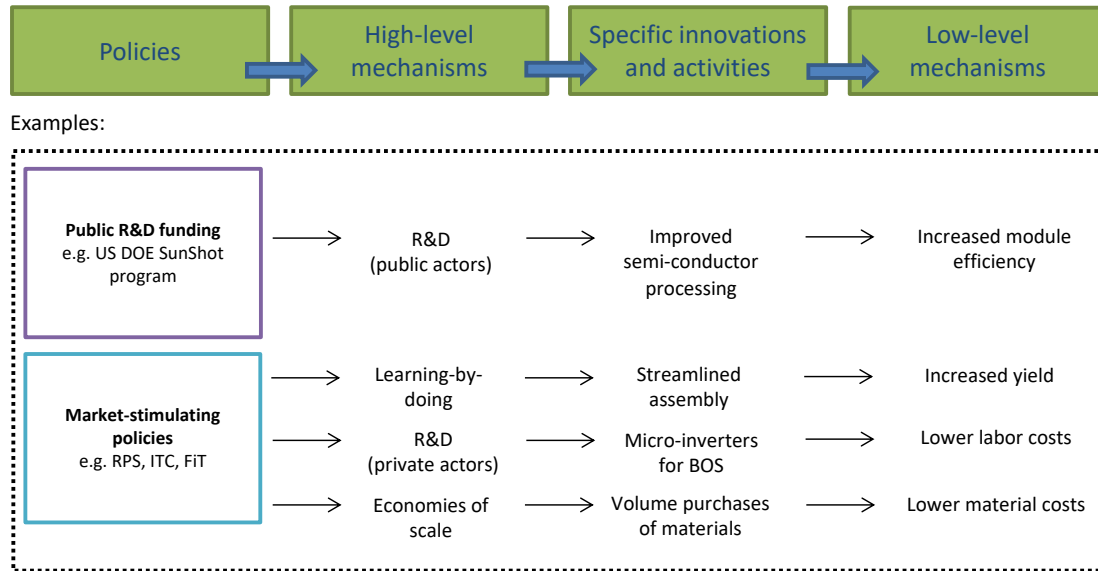 Policies
High-level
mechanisms
Specific innovations
and activities
Low-level
mechanisms
Examples:
Public R&D funding
e.g. US DOE SunShot
program
R&D
(public actors)
Improved
semi-conductor
processing
Increased module
efficiency
Market-stimulating
policies
e.g. RPS, ITC, FiT
Learning-by-
doing
Streamlined
assembly
Increased yield
R&D
(private actors)
Micro-inverters
for BOS
Lower labor costs
Economies of
scale
Volume purchases
of materials
Lower material costs